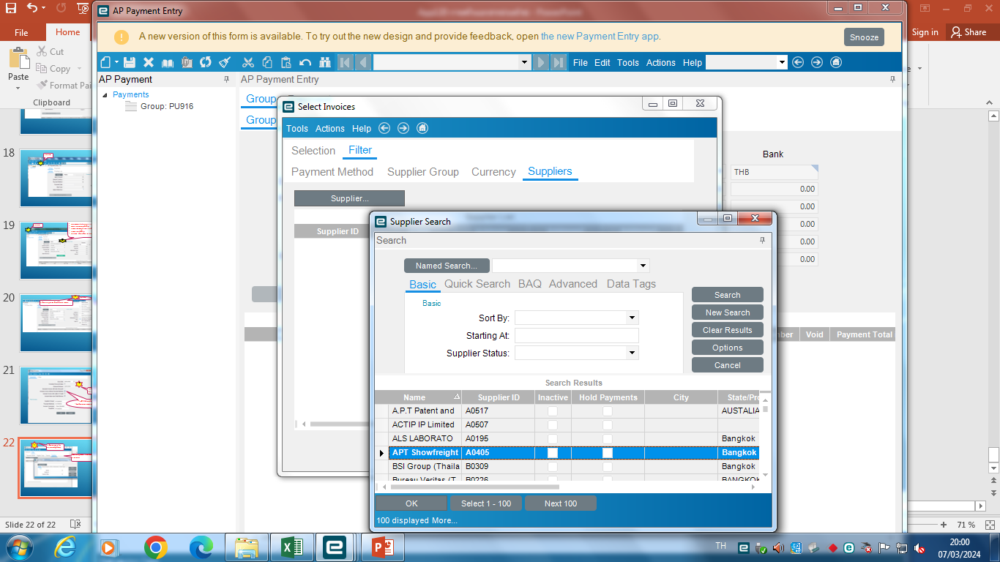 AP Payment Entry
A new version of this form is available. To try out the new design and provide feedback, open the new Payment Entry app.
Snooze
File
Home
Sign in
Share
Cut
Copy
Format Pai
Paste
Clipboard
File Edit Tools Actions Help
AP Payment
AP Payment Entry
Payments
Group: PU916
Group
Group
Select Invoices
Tools Actions Help
Selection Filter
Payment Method Supplier Group Currency Suppliers
Supplier...
Supplier ID
Bank
THB
0.00
0.00
0.00
0.00
0.00
Void Payment Total
Supplier Search
Search
Named Search...
Basic Quick Search BAQ Advanced Data Tags
Basic
Sort By:
Starting At:
Supplier Status:
Search
New Search
Clear Results
Options
Cancel
Search Results
Name Supplier ID Inactive Hold Payments City State/Pro
A.P.T Patent and A0517 AUSTALIA
ACTIP IP Limited A0507
ALS LABORATO A0195 Bangkok
APT Showfreight A0405 Bangkok
BSI Group (Thaila B0309 Bangkok
Bureau Veritas (T B0226 BANGKOK
OK Select 1 - 100 Next 100
100 displayed More...
18
19
20
21
22
Slide 22 of 22
71 %
TH
20:00
07/03/2024